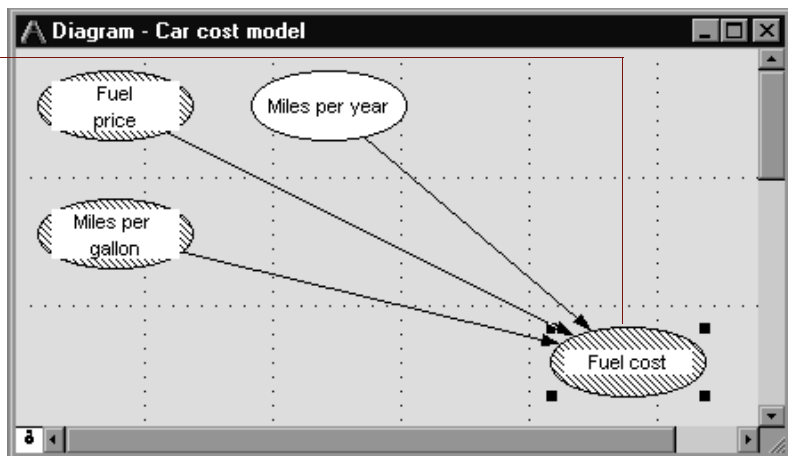 Diagram - Car cost model
Fuel
price
Miles per year
Miles per
gallon
Fuel cost